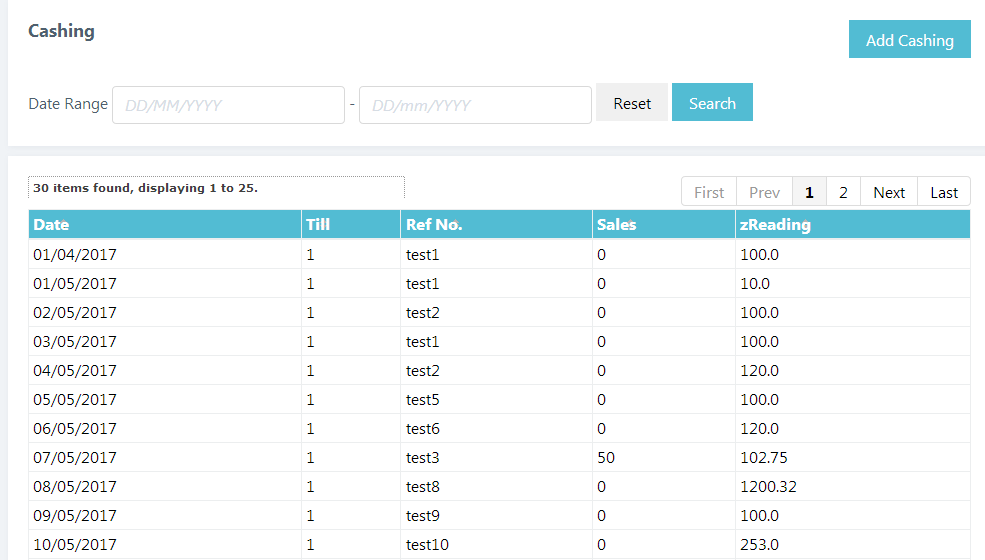 Cashing
Add Cashing
Date Range DD/MM/YYYY - DD/mm/YYYY Reset Search
30 items found, displaying 1 to 25.
First Prev 1 2 Next Last
Date Till Ref No. Sales zReading
01/04/2017 1 test1 0 100.0
01/05/2017 1 test1 0 10.0
02/05/2017 1 test2 0 100.0
03/05/2017 1 test1 0 100.0
04/05/2017 1 test2 0 120.0
05/05/2017 1 test5 0 100.0
06/05/2017 1 test6 0 120.0
07/05/2017 1 test3 50 102.75
08/05/2017 1 test8 0 1200.32
09/05/2017 1 test9 0 100.0
10/05/2017 1 test10 0 253.0